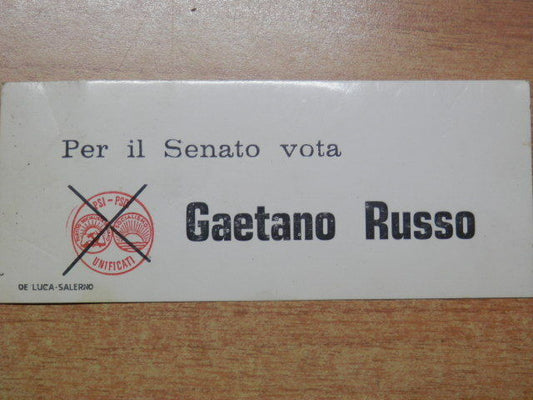 Per il Senato vota
Gaetano Russo
PSI-PSDI
UNIFICATI
DE LUCA-SALERNO